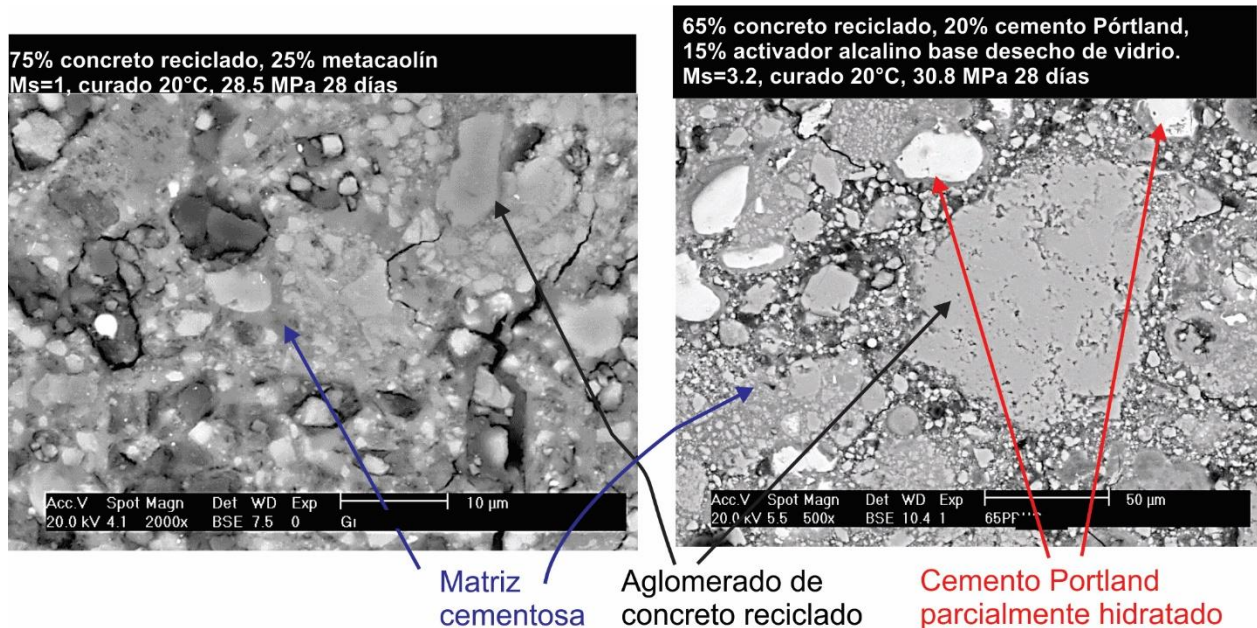 75% concreto reciclado, 25% metacaolín
Ms=1, curado 20°C, 28.5 MPa 28 días
Acc.V Spot Magn Det WD Exp 10 µm
20.0 kV 4.1 2000x BSE 7.5 0
65% concreto reciclado, 20% cemento Pórtland,
15% activador alcalino base desecho de vidrio.
Ms=3.2, curado 20°C, 30.8 MPa 28 días
Acc.V Spot Magn Det WD Exp 50 µm
20.0 kV 5.5 500x BSE 10.4 1
Matriz
cementosa
Aglomerado de
concreto reciclado
Cemento Portland
parcialmente hidratado